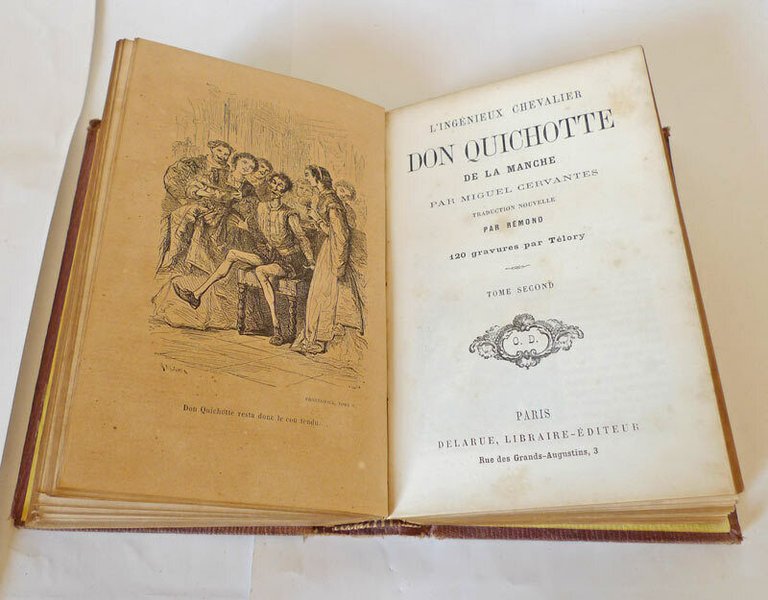 Don Quichotte resta donc le cou tendu.
L'INGÉNIEUX CHEVALIER
DON QUICHOTTE
DE LA MANCHE
PAR MIGUEL CERVANTES
TRADUCTION NOUVELLE
PAR RÉMOND
120 gravures par Télory
TOME SECOND
O. D.
PARIS
DELARUE, LIBRAIRE-ÉDITEUR
Rue des Grands-Augustins, 3